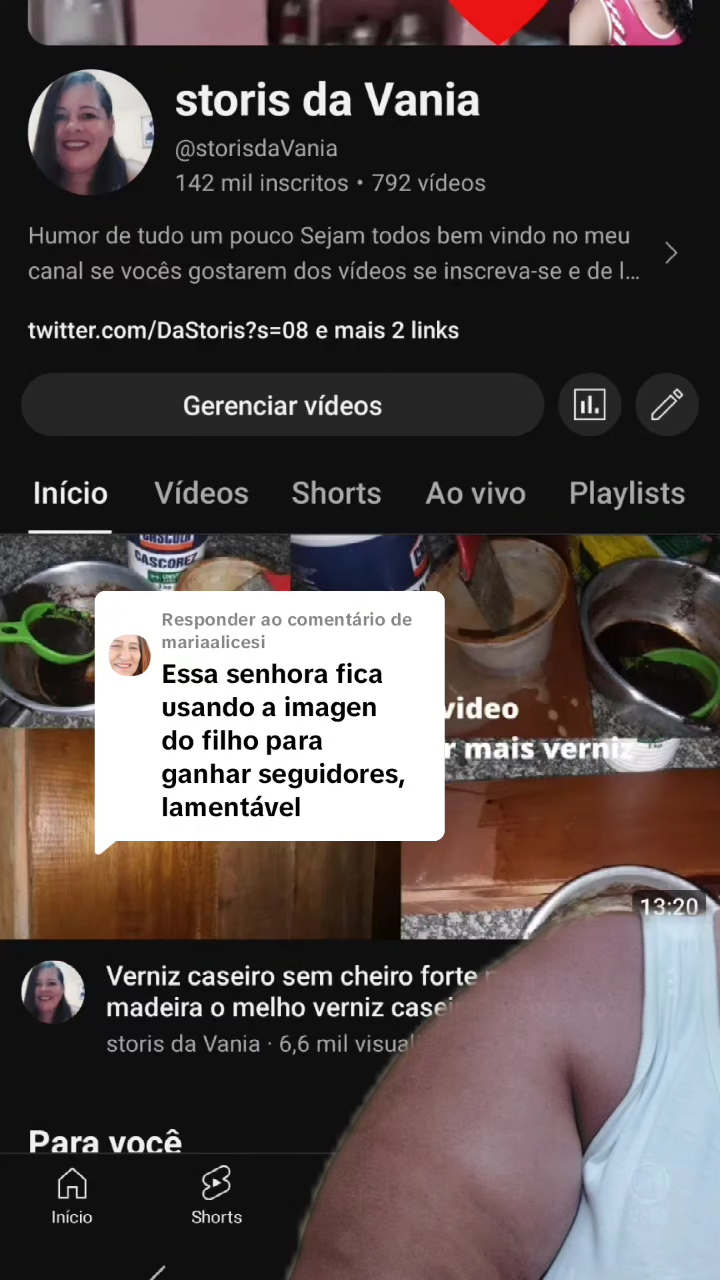 storis da Vania
@storisdaVania
142 mil inscritos • 792 vídeos
Humor de tudo um pouco Sejam todos bem vindo no meu
canal se vocês gostarem dos vídeos se inscreva-se e de l...
twitter.com/DaStoris?s=08 e mais 2 links
Gerenciar vídeos
Início Vídeos Shorts Ao vivo Playlists
CASCOLA
CASCOREZ
Responder ao comentário de
mariaalicesi
Essa senhora fica
usando a imagen
do filho para
ganhar seguidores,
lamentável
video
mais verniz
13:20
Verniz caseiro sem cheiro forte
madeira o melho verniz
storis da Vania · 6,6 mil
Para você
Início Shorts